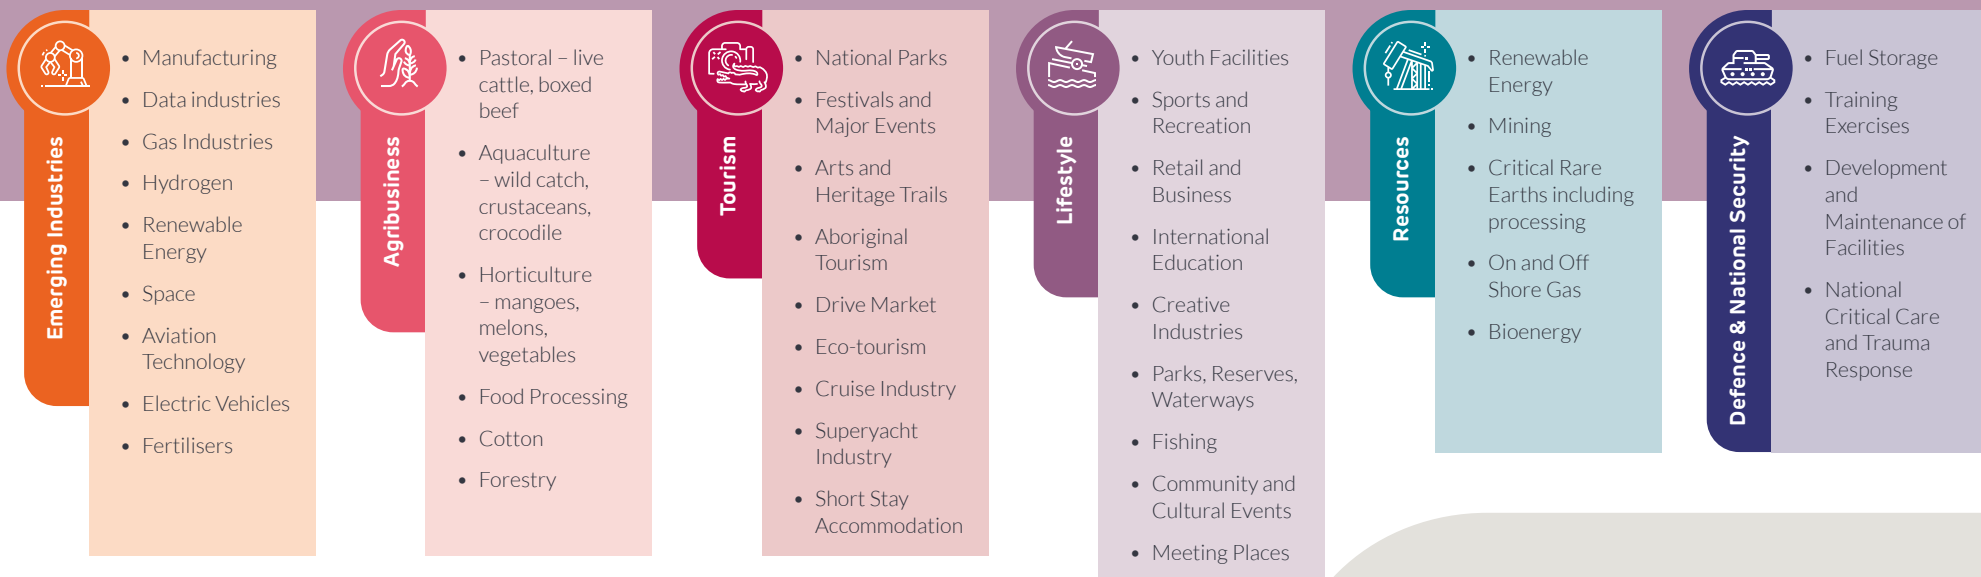 Emerging Industries
• Manufacturing
• Data industries
• Gas Industries
• Hydrogen
• Renewable
Energy
• Space
• Aviation
Technology
• Electric Vehicles
• Fertilisers
Agribusiness
• Pastoral – live
cattle, boxed
beef
• Aquaculture
– wild catch,
crustaceans,
crocodile
• Horticulture
– mangoes,
melons,
vegetables
• Food Processing
• Cotton
• Forestry
Tourism
• National Parks
• Festivals and
Major Events
• Arts and
Heritage Trails
• Aboriginal
Tourism
• Drive Market
• Eco-tourism
• Cruise Industry
• Superyacht
Industry
• Short Stay
Accommodation
Lifestyle
• Youth Facilities
• Sports and
Recreation
• Retail and
Business
• International
Education
• Creative
Industries
• Parks, Reserves,
Waterways
• Fishing
• Community and
Cultural Events
• Meeting Places
Resources
• Renewable
Energy
• Mining
• Critical Rare
Earths including
processing
• On and Off
Shore Gas
• Bioenergy
Defence & National Security
• Fuel Storage
• Training
Exercises
• Development
and
Maintenance of
Facilities
• National
Critical Care
and Trauma
Response